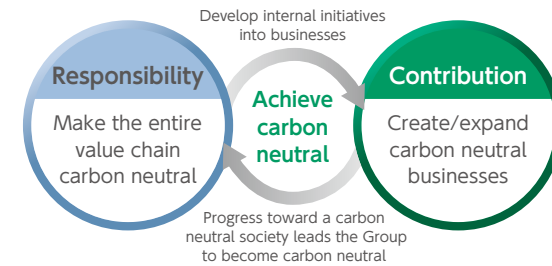 Develop internal initiatives
into businesses
Responsibility
Make the entire
value chain
carbon neutral
Achieve
carbon
neutral
Contribution
Create/expand
carbon neutral
businesses
Progress toward a carbon
neutral society leads the Group
to become carbon neutral